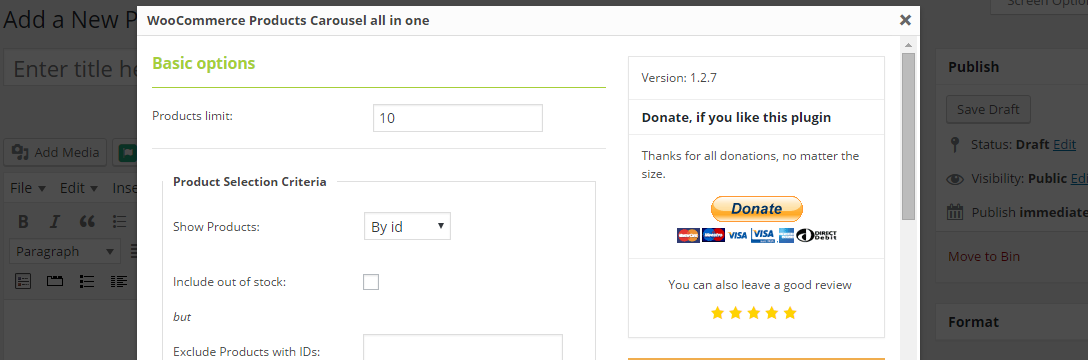 Add a New P
Screen Optio
WooCommerce Products Carousel all in one
Enter title he
Add Media
File Edit Inse
B I
Paragraph
Basic options
Products limit: 10
Product Selection Criteria
Show Products: By id
Include out of stock:
but
Exclude Products with IDs:
Version: 1.2.7
Donate, if you like this plugin
Thanks for all donations, no matter the
size.
Donate
MasterCard Maestro VISA VISA DIRECT
Debit
You can also leave a good review
Publish
Save Draft
Status: Draft Edit
Visibility: Public Edi
Publish immediate
Move to Bin
Format